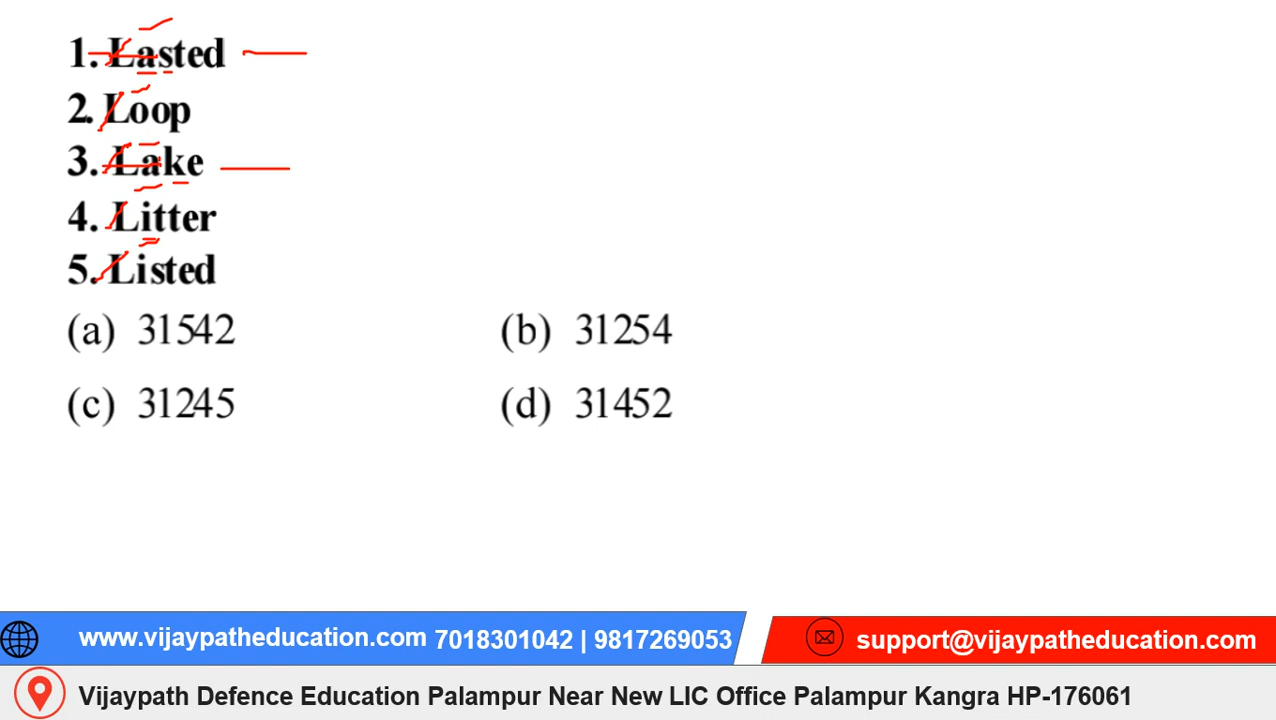 1. Lasted
2. Loop
3. Lake
4. Litter
5. Listed
(a) 31542 (b) 31254
(c) 31245 (d) 31452
www.vijaypatheducation.com 7018301042 | 9817269053 support@vijaypatheducation.com
Vijaypath Defence Education Palampur Near New LIC Office Palampur Kangra HP-176061